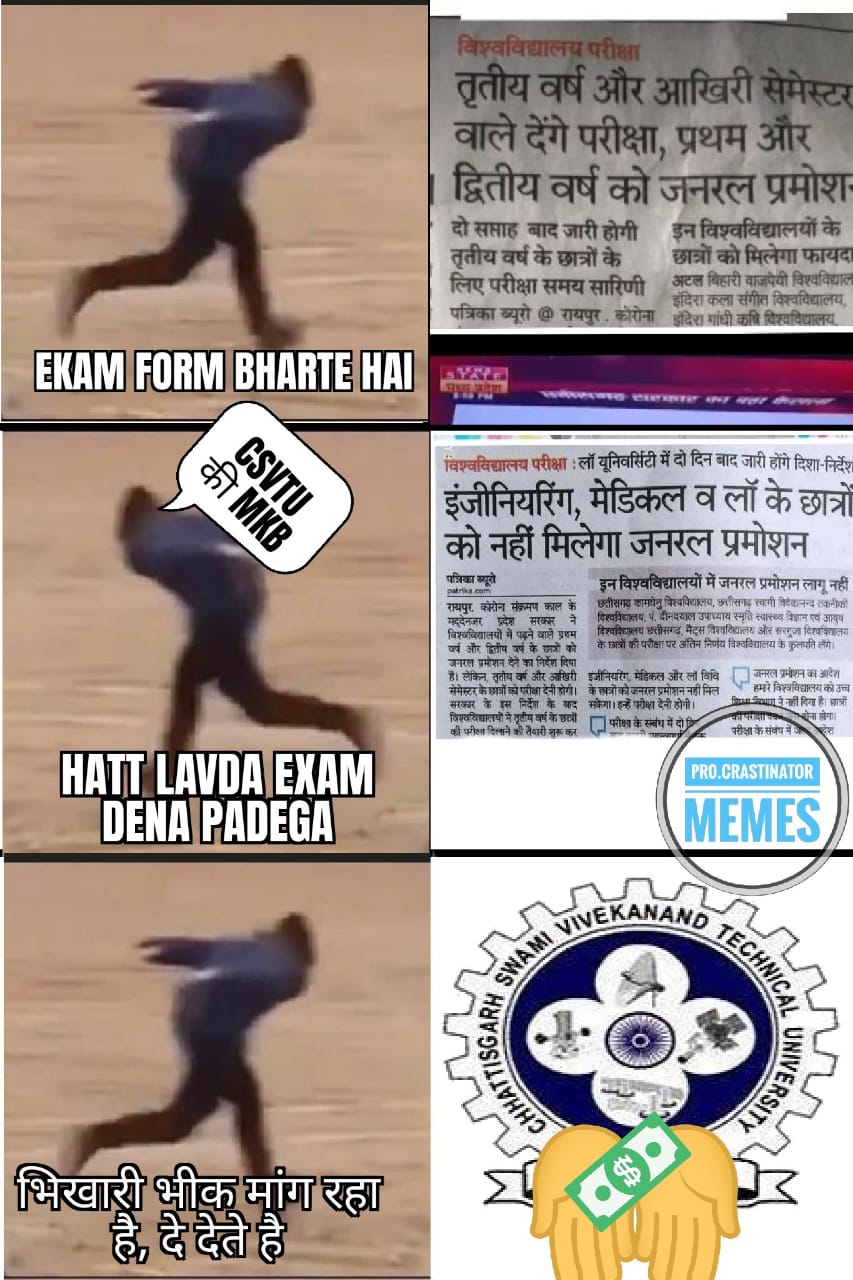 EKAM FORM BHARTE HAI
विश्वविद्यालय परीक्षा
तृतीय वर्ष और आखिरी सेमेस्टर
वाले देंगे परीक्षा, प्रथम और
द्वितीय वर्ष को जनरल प्रमोशन
दो सप्ताह बाद जारी होगी
तृतीय वर्ष के छात्रों के
लिए परीक्षा समय सारिणी
पत्रिका ब्यूरो @ रायपुर . कोरोना
इन विश्वविद्यालयों के
छात्रों को मिलेगा फायदा
अटल बिहारी वाजपेयी विश्वविद्याल
इंदिरा कला संगीत विश्वविद्यालय,
इंदिरा गांधी कृषि विश्वविद्यालय
NEWS
STATE
मध्य प्रदेश
8:59 PM
CSVTU
की MKB
HATT LAVDA EXAM
DENA PADEGA
विश्वविद्यालय परीक्षा : लॉ यूनिवर्सिटी में दो दिन बाद जारी होंगे दिशा-निर्देश
इंजीनियरिंग, मेडिकल व लॉ के छात्रों
को नहीं मिलेगा जनरल प्रमोशन
पत्रिका ब्यूरो
patrika.com
रायपुर. कोरोना संक्रमण काल के
मद्देनजर प्रदेश सरकार ने
विश्वविद्यालयों में पढ़ने वाले प्रथम
वर्ष और द्वितीय वर्ष के छात्रों को
जनरल प्रमोशन देने का निर्देश दिया
है। लेकिन, तृतीय वर्ष और आखिरी
सेमेस्टर के छात्रों को परीक्षा देनी होगी।
सरकार के इस निर्देश के बाद
विश्वविद्यालयों ने तृतीय वर्ष के छात्रों
की परीक्षा दिलाने की तैयारी शुरू कर
इन विश्वविद्यालयों में जनरल प्रमोशन लागू नहीं
छत्तीसगढ़ कामधेनु विश्वविद्यालय, छत्तीसगढ़ स्वामी विवेकानन्द तकनीकी
विश्वविद्यालय, पं. दीनदयाल उपाध्याय स्मृति स्वास्थ्य विज्ञान एवं आयुष
विश्वविद्यालय छत्तीसगढ़, मैट्स विश्वविद्यालय और सरगुजा विश्वविद्यालय
के छात्रों की परीक्षा पर अंतिम निर्णय विश्वविद्यालय के कुलपति लेंगे।
इंजीनियरिंग, मेडिकल और लॉ विवि
के छात्रों को जनरल प्रमोशन नहीं मिल
सकेगा। इन्हें परीक्षा देनी होगी।
परीक्षा के संबंध में दो
जनरल प्रमोशन का आदेश
हमारे विश्वविद्यालय को उच्च
शिक्षा विभाग ने नहीं दिया है। छात्रों
को परीक्षा होना होगा।
परीक्षा के संबंध में
PRO.CRASTINATOR
MEMES
भिखारी भीक मांग रहा
है, दे देते है
CHHATTISGARH SWAMI VIVEKANAND TECHNICAL UNIVERSITY
$